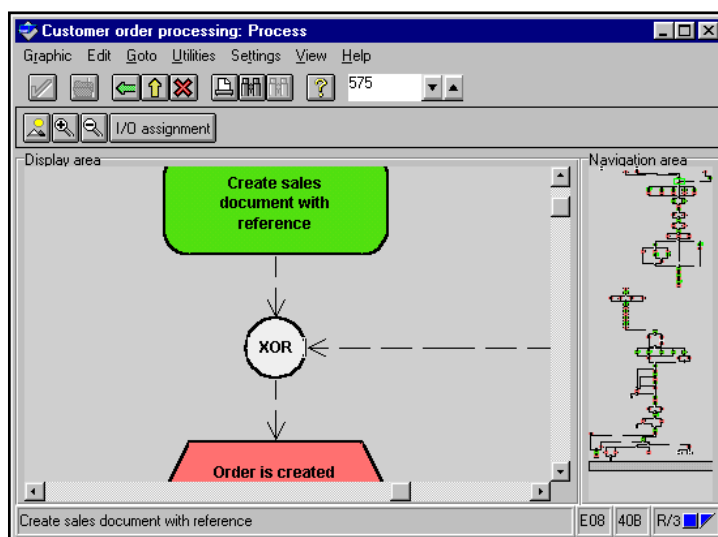 Customer order processing: Process
Graphic Edit Goto Utilities Settings View Help
575
I/O assignment
Display area
Navigation area
Create sales
document with
reference
XOR
Order is created
Create sales document with reference
E08 40B R/3